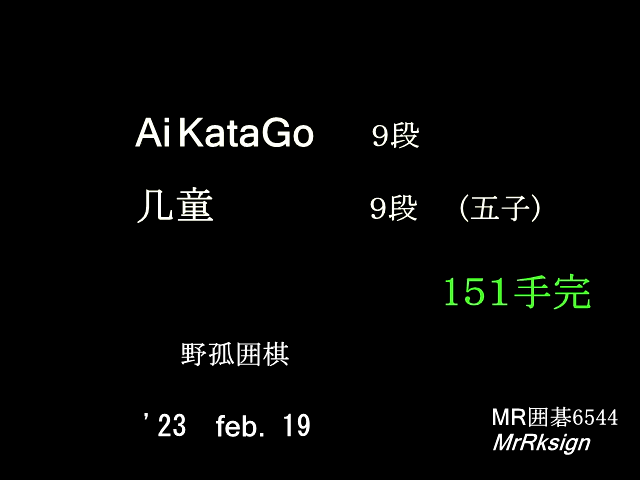 Ai KataGo 9段
几童 9段 (五子)
151手完
野孤囲棋
'23 feb. 19
MR囲碁6544
MrRksign